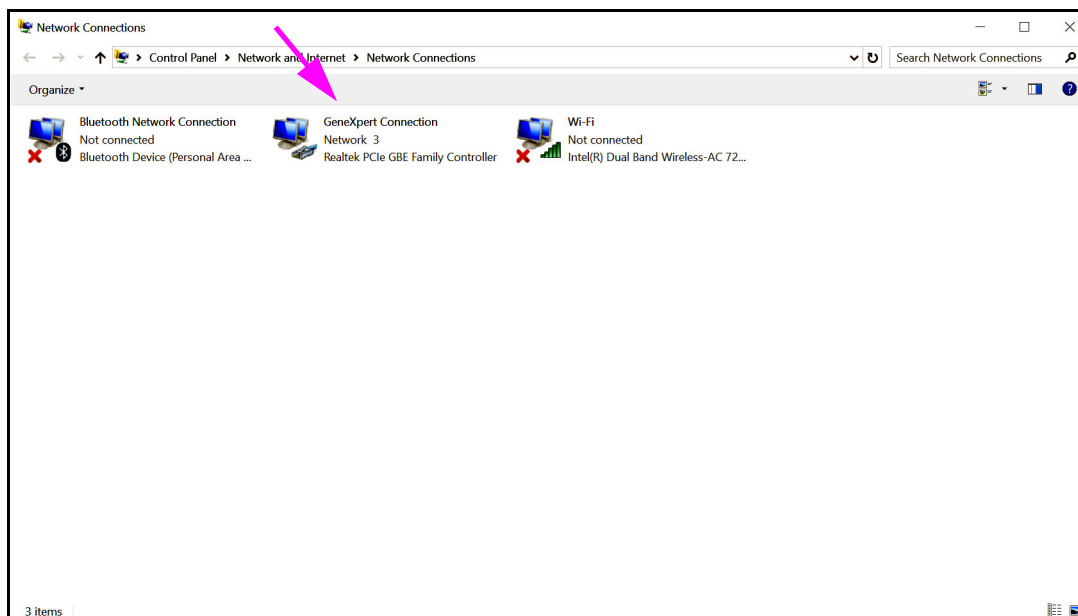 Network Connections
Control Panel > Network and Internet > Network Connections
Search Network Connections
Organize
Bluetooth Network Connection
Not connected
Bluetooth Device (Personal Area ...
GeneXpert Connection
Network 3
Realtek PCIe GBE Family Controller
Wi-Fi
Not connected
Intel(R) Dual Band Wireless-AC 72...
3 items